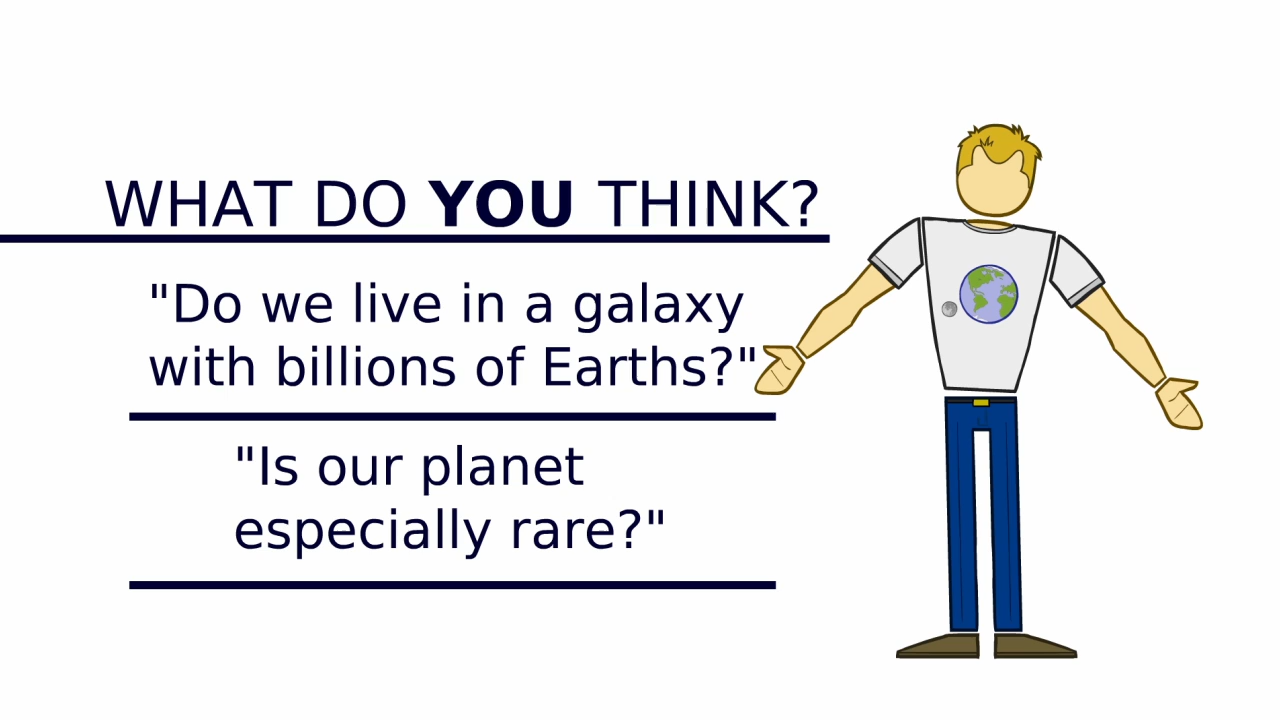 WHAT DO YOU THINK?
"Do we live in a galaxy
with billions of Earths?"
"Is our planet
especially rare?"